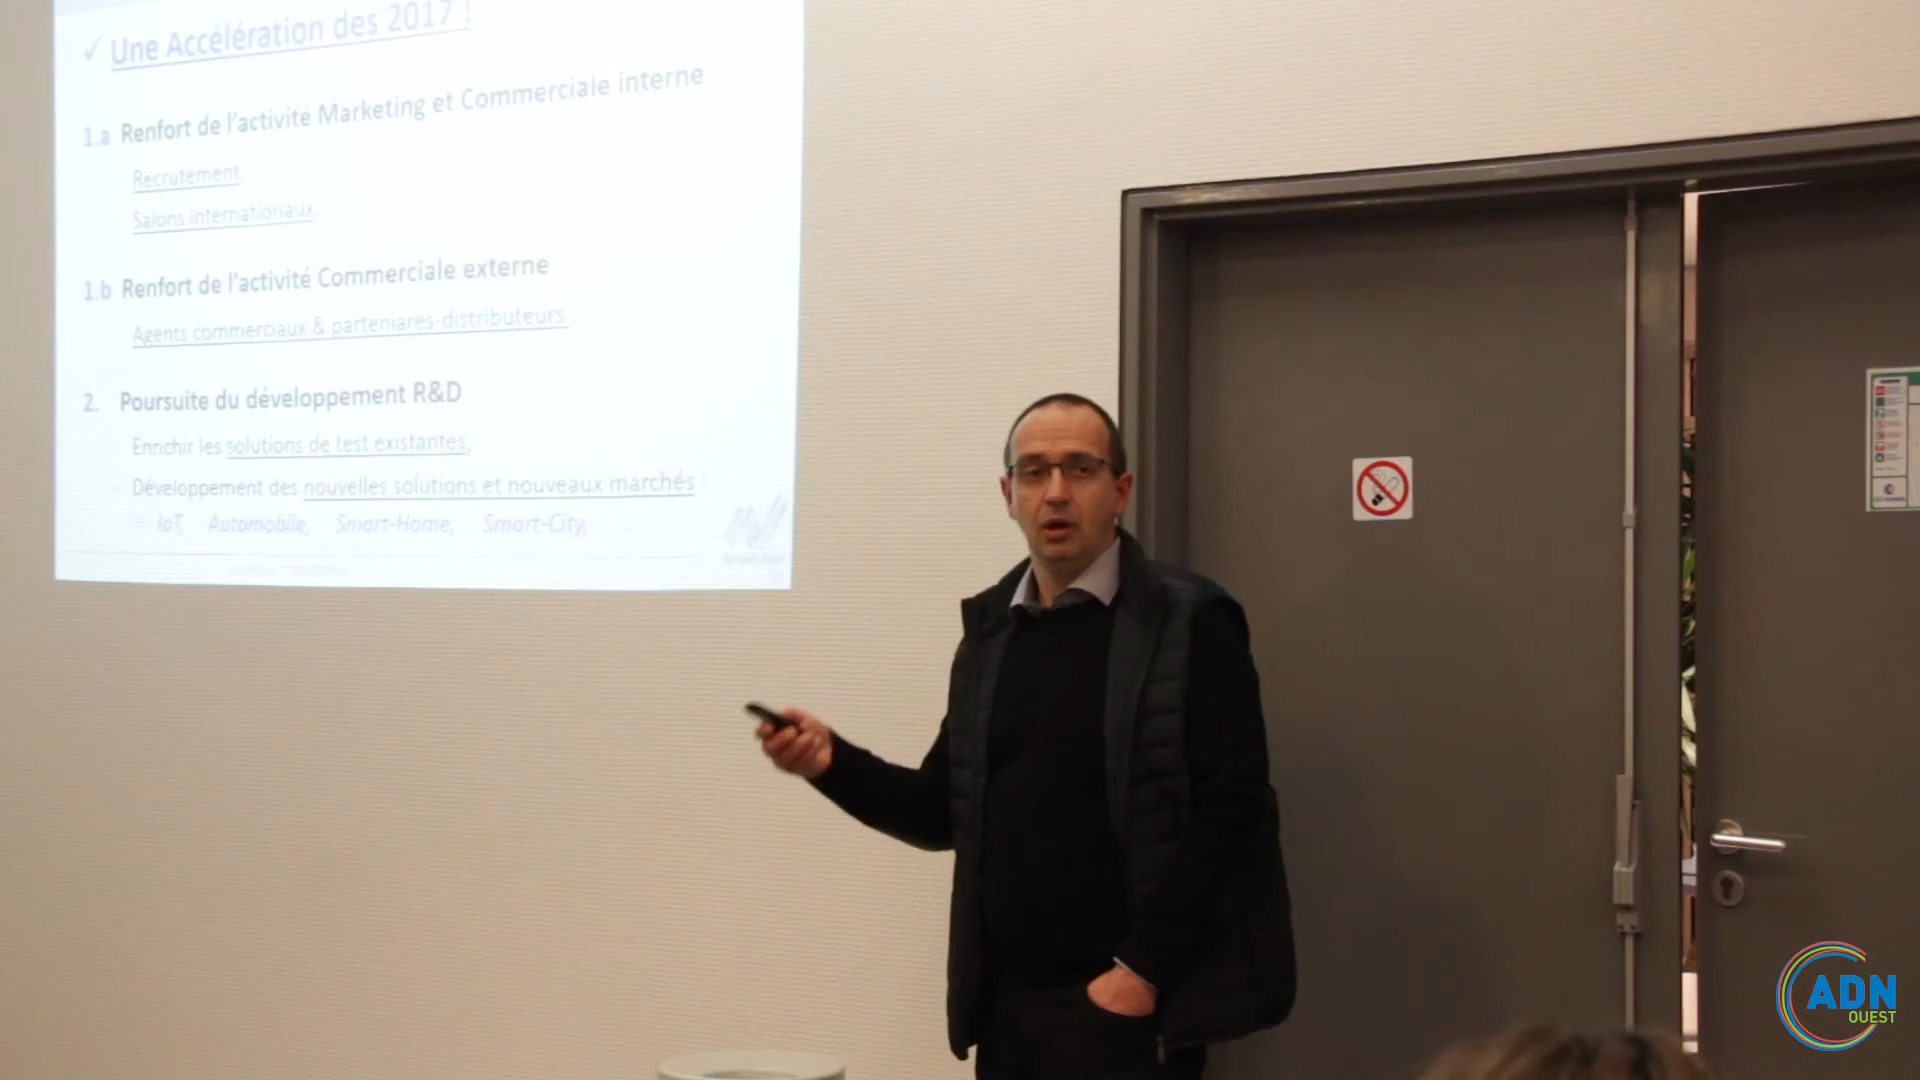 ✓ Une Accélération des 2017 !
1.a Renfort de l'activité Marketing et Commerciale interne
Recrutement,
Salons internationaux.
1.b Renfort de l'activité Commerciale externe
Agents commerciaux & parteniares-distributeurs .
2. Poursuite du développement R&D
Enrichir les solutions de test existantes,
Développement des nouvelles solutions et nouveaux marchés :
IoT, Automobile, Smart-Home, Smart-City, ...
ADN
OUEST